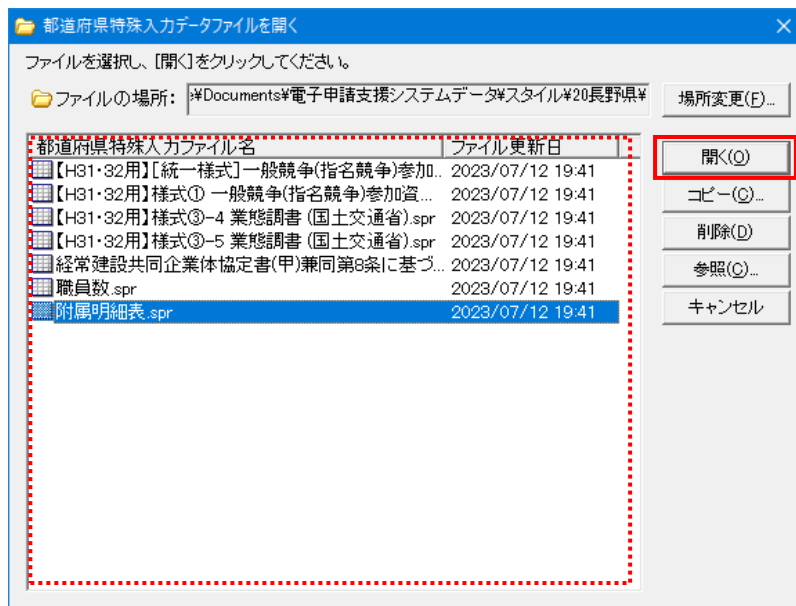 都道府県特殊入力データファイルを開く
ファイルを選択し、[開く]をクリックしてください。
ファイルの場所: ¥Documents¥電子申請支援システムデータ¥スタイル¥20長野県¥ 場所変更(F)...
都道府県特殊入力ファイル名 ファイル更新日
【H31・32用】[統一様式]一般競争(指名競争)参加... 2023/07/12 19:41
【H31・32用】様式① 一般競争(指名競争)参加資... 2023/07/12 19:41
【H31・32用】様式③-4 業態調書 (国土交通省).spr 2023/07/12 19:41
【H31・32用】様式③-5 業態調書 (国土交通省).spr 2023/07/12 19:41
経常建設共同企業体協定書(甲)兼同第8条に基づ... 2023/07/12 19:41
職員数.spr 2023/07/12 19:41
附属明細表.spr 2023/07/12 19:41
開く(O)
コピー(C)...
削除(D)
参照(C)...
キャンセル